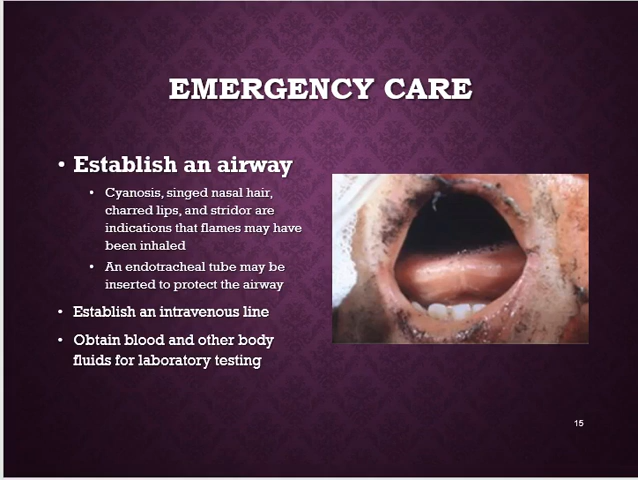 EMERGENCY CARE
• Establish an airway
• Cyanosis, singed nasal hair,
charred lips, and stridor are
indications that flames may have
been inhaled
• An endotracheal tube may be
inserted to protect the airway
• Establish an intravenous line
• Obtain blood and other body
fluids for laboratory testing
15